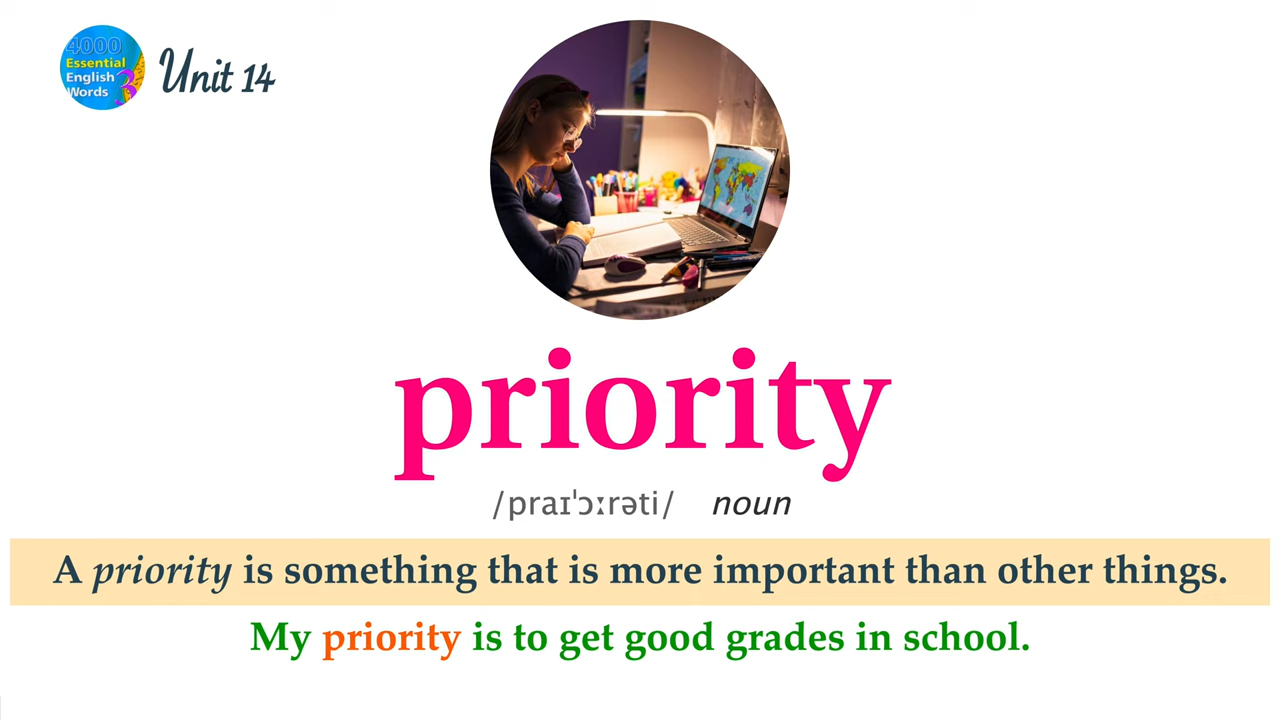 4000
Essential
English
Words 3
Unit 14
priority
/praɪˈɔːrəti/ noun
A priority is something that is more important than other things.
My priority is to get good grades in school.